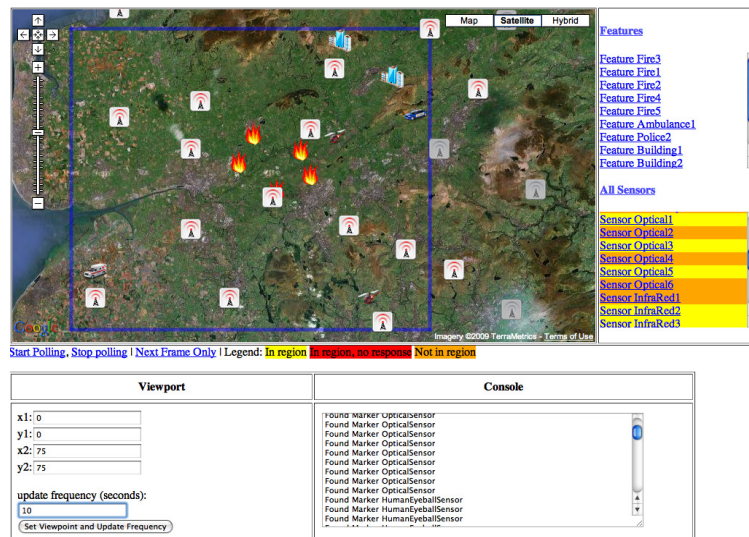 Map Satellite Hybrid
Google
Imagery ©2009 TerraMetrics - Terms of Use
Features
Feature Fire3
Feature Fire1
Feature Fire2
Feature Fire4
Feature Fire5
Feature Ambulance1
Feature Police2
Feature Building1
Feature Building2
All Sensors
Sensor Optical1
Sensor Optical2
Sensor Optical3
Sensor Optical4
Sensor Optical5
Sensor Optical6
Sensor InfraRed1
Sensor InfraRed2
Sensor InfraRed3
Start Polling, Stop polling | Next Frame Only | Legend: In region In region, no response Not in region
Viewport
x1: 0
y1: 0
x2: 75
y2: 75
update frequency (seconds):
10
Set Viewpoint and Update Frequency
Console
Found Marker OpticalSensor
Found Marker OpticalSensor
Found Marker OpticalSensor
Found Marker OpticalSensor
Found Marker OpticalSensor
Found Marker OpticalSensor
Found Marker OpticalSensor
Found Marker OpticalSensor
Found Marker OpticalSensor
Found Marker HumanEyeballSensor
Found Marker HumanEyeballSensor
Found Marker HumanEyeballSensor